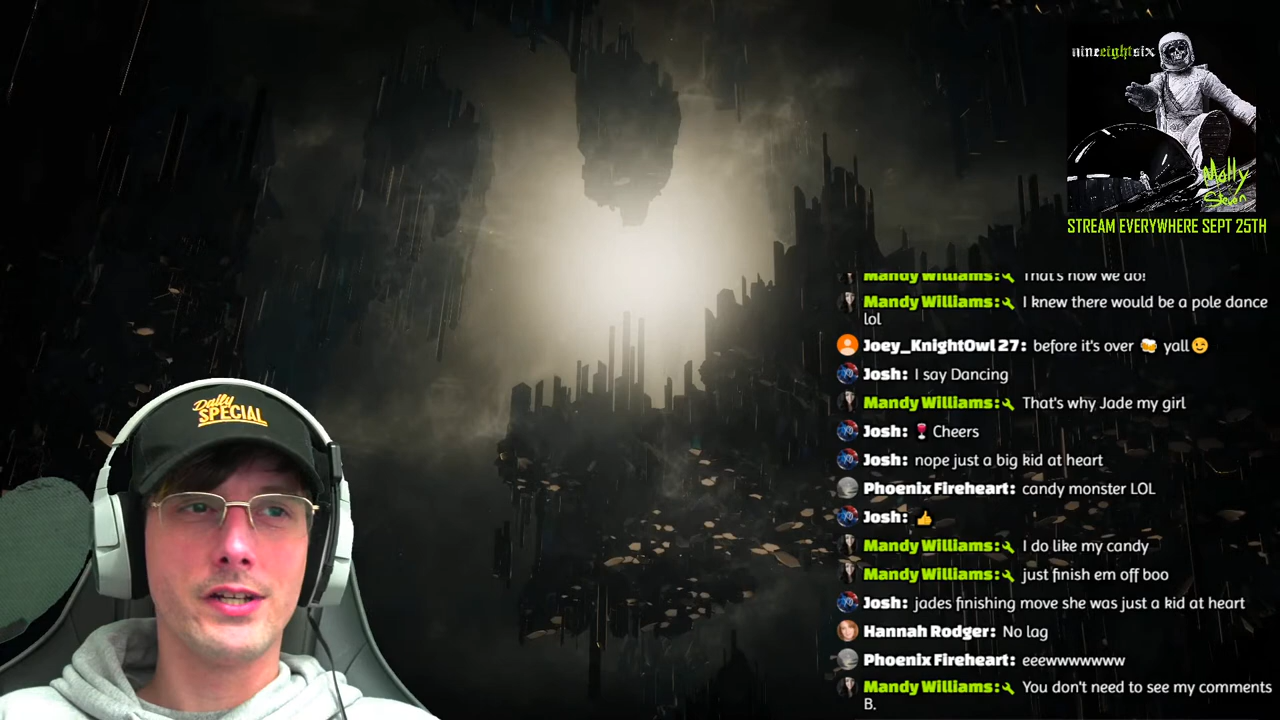 nineeightsix
Molly
Steven
STREAM EVERYWHERE SEPT 25TH
Mandy Williams: That's how we do!
Mandy Williams: I knew there would be a pole dance
lol
Joey_KnightOwl 27: before it's over 🍻 yall😉
Josh: I say Dancing
Mandy Williams: That's why Jade my girl
Josh: 🍷 Cheers
Josh: nope just a big kid at heart
Phoenix Fireheart: candy monster LOL
Josh: 👍
Mandy Williams: I do like my candy
Mandy Williams: just finish em off boo
Josh: jades finishing move she was just a kid at heart
Hannah Rodger: No lag
Phoenix Fireheart: eeewwwwwww
Mandy Williams: You don't need to see my comments
B.
Daily
SPECIAL